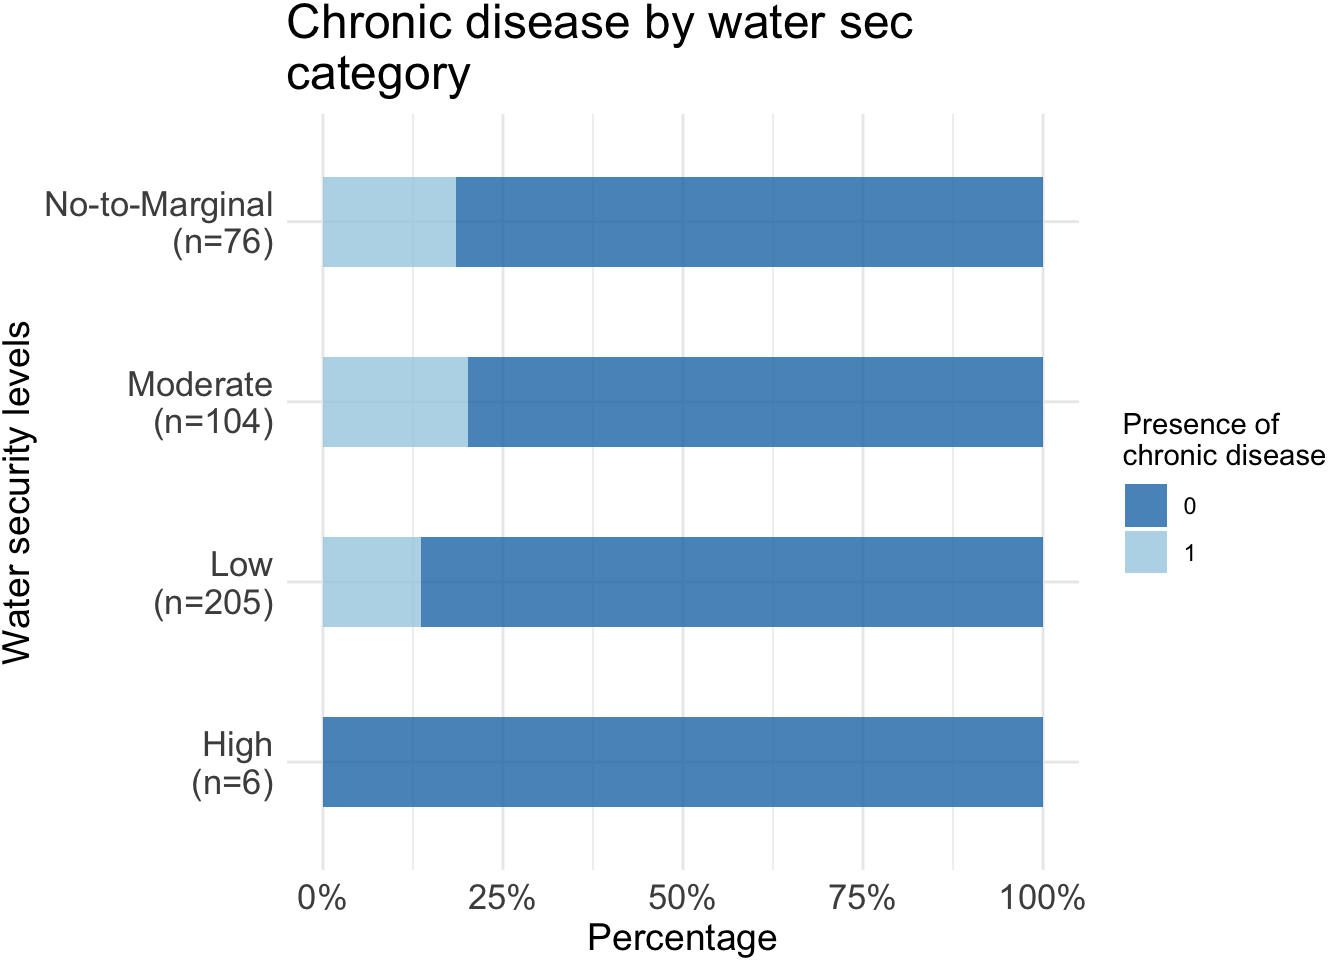 Chronic disease by water sec
category
Water security levels
No-to-Marginal
(n=76)
Moderate
(n=104)
Low
(n=205)
High
(n=6)
0%
25%
50%
75%
100%
Percentage
Presence of
chronic disease
0
1